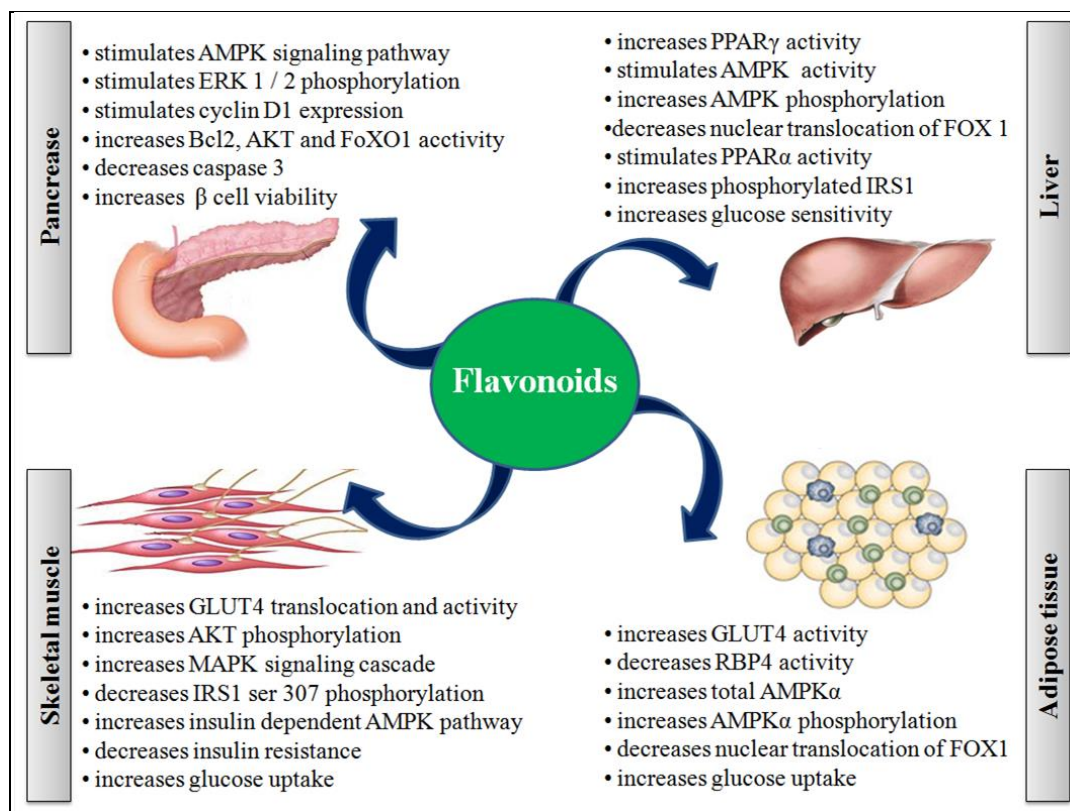 Pancrease
• stimulates AMPK signaling pathway
• stimulates ERK 1 / 2 phosphorylation
• stimulates cyclin D1 expression
• increases Bcl2, AKT and FoXO1 acctivity
• decreases caspase 3
• increases β cell viability
• increases PPARγ activity
• stimulates AMPK activity
• increases AMPK phosphorylation
•decreases nuclear translocation of FOX 1
• stimulates PPARα activity
• increases phosphorylated IRS1
• increases glucose sensitivity
Liver
Flavonoids
Skeletal muscle
• increases GLUT4 translocation and activity
• increases AKT phosphorylation
• increases MAPK signaling cascade
• decreases IRS1 ser 307 phosphorylation
• increases insulin dependent AMPK pathway
• decreases insulin resistance
• increases glucose uptake
• increases GLUT4 activity
• decreases RBP4 activity
• increases total AMPKα
• increases AMPKα phosphorylation
• decreases nuclear translocation of FOX1
• increases glucose uptake
Adipose tissue